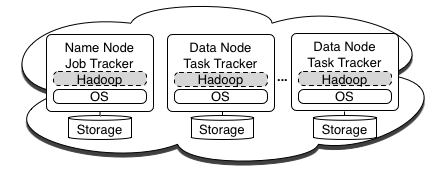 Name Node
Job Tracker
Hadoop
OS
Storage
Data Node
Task Tracker
Hadoop
OS
Storage
...
Data Node
Task Tracker
Hadoop
OS
Storage